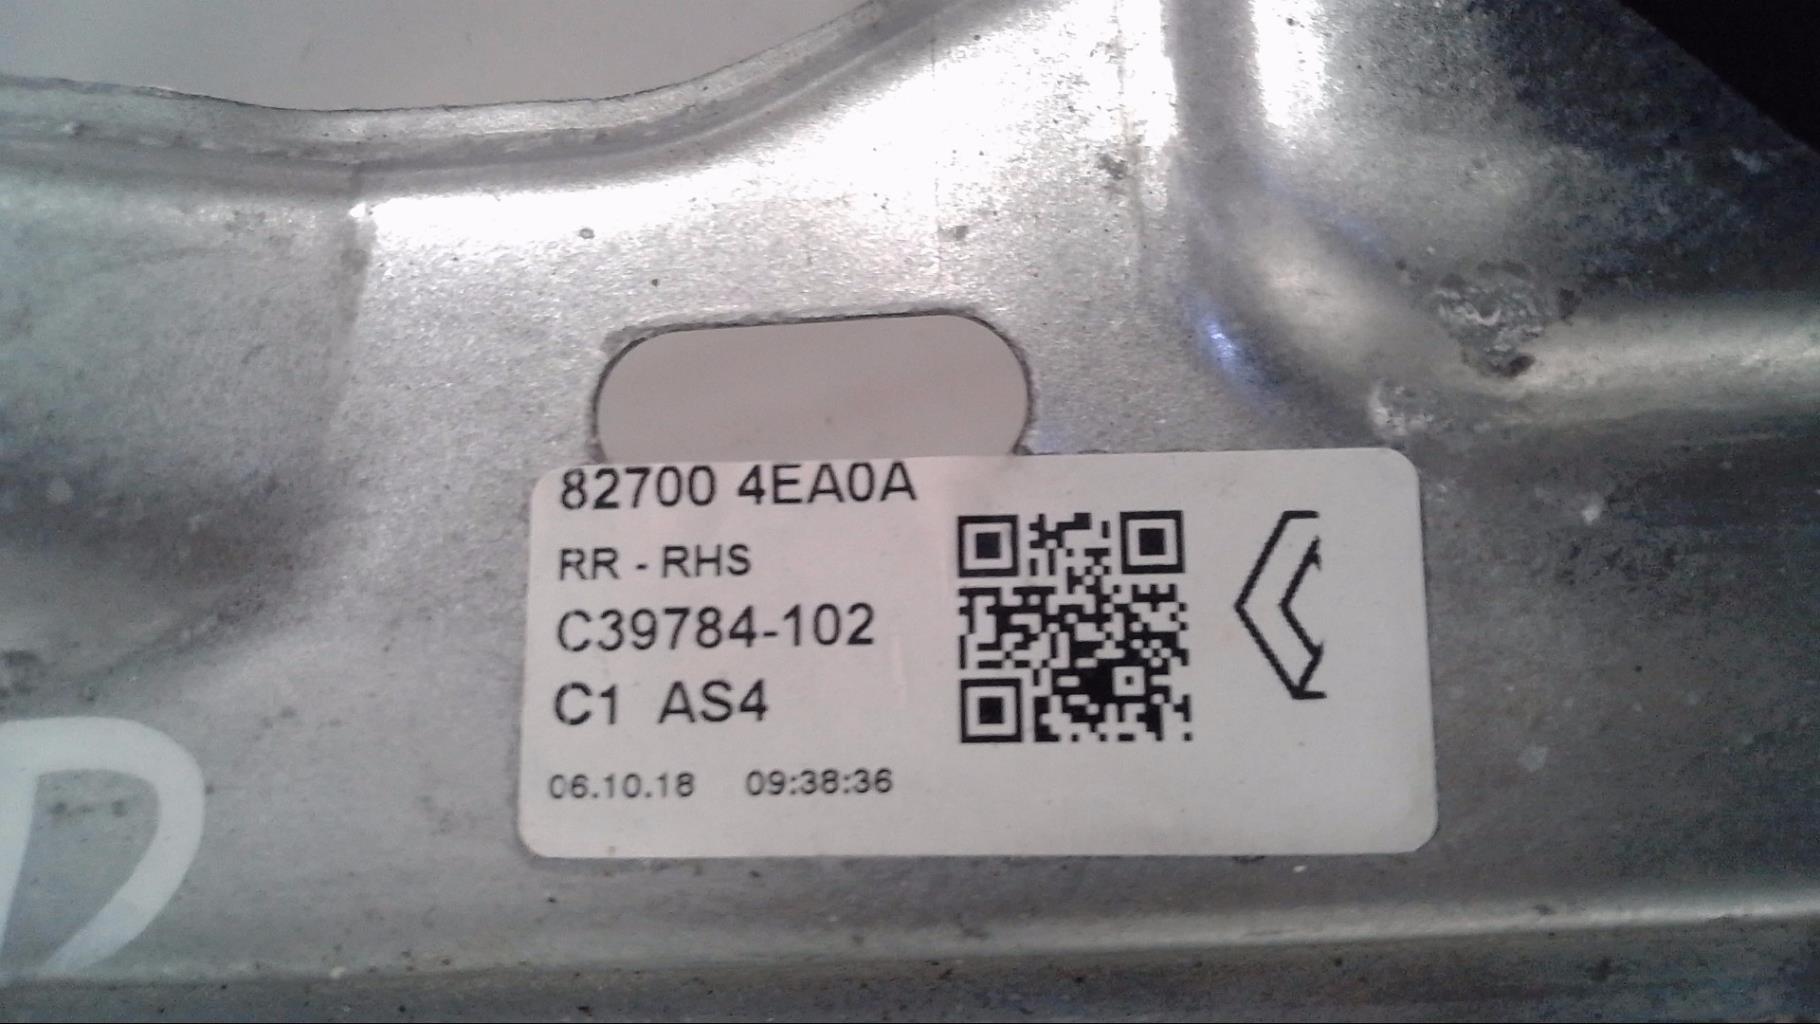 82700 4EA0A
RR - RHS
C39784-102
C1 AS4
06.10.18 09:38:36